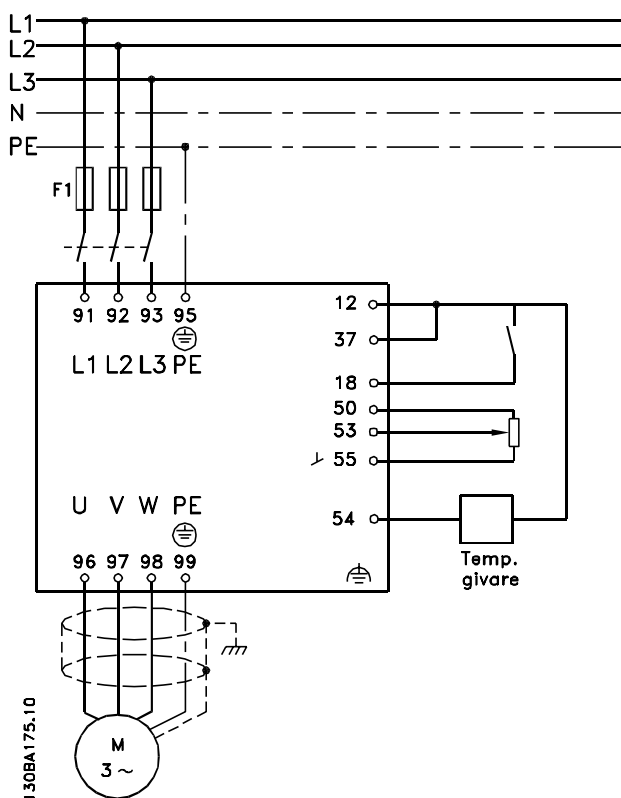 L1
L2
L3
N
PE
F1
91 92 93 95
L1 L2 L3 PE
12
37
18
50
53
55
54
Temp.
givare
U V W PE
96 97 98 99
M
3 ~
130BA175.10